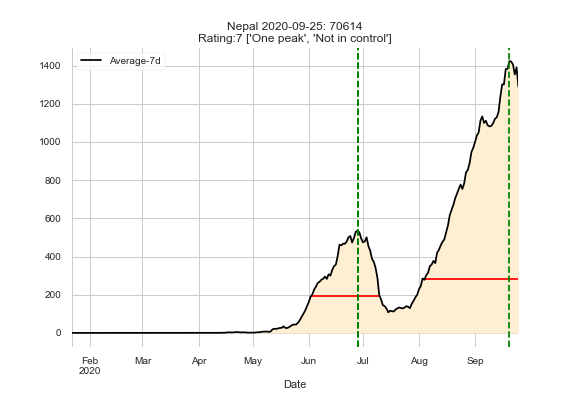 Nepal 2020-09-25: 70614
Rating:7 ['One peak', 'Not in control']
Average-7d
1400
1200
1000
800
600
400
200
0
Feb
2020
Mar
Apr
May
Jun
Jul
Aug
Sep
Date